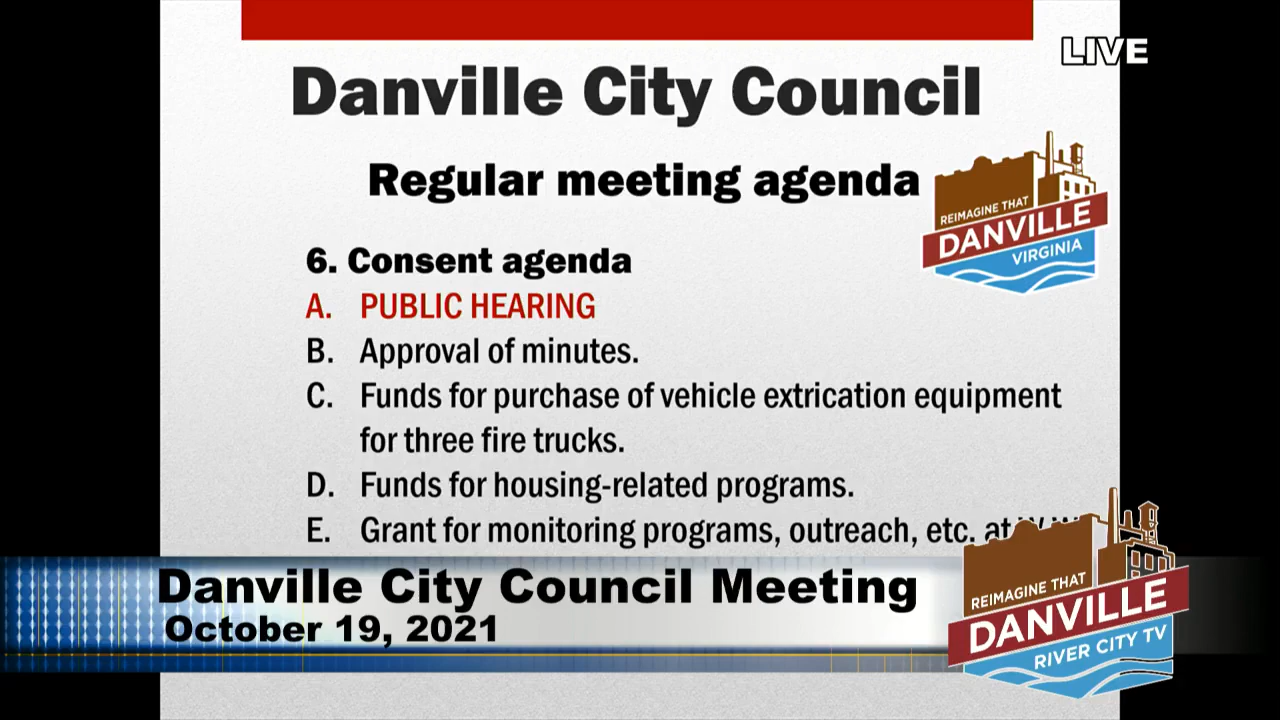 LIVE
Danville City Council
Regular meeting agenda
REIMAGINE THAT
DANVILLE
VIRGINIA
6. Consent agenda
A. PUBLIC HEARING
B. Approval of minutes.
C. Funds for purchase of vehicle extrication equipment
for three fire trucks.
D. Funds for housing-related programs.
E. Grant for monitoring programs, outreach, etc. at
Danville City Council Meeting
October 19, 2021
REIMAGINE THAT
DANVILLE
RIVER CITY TV